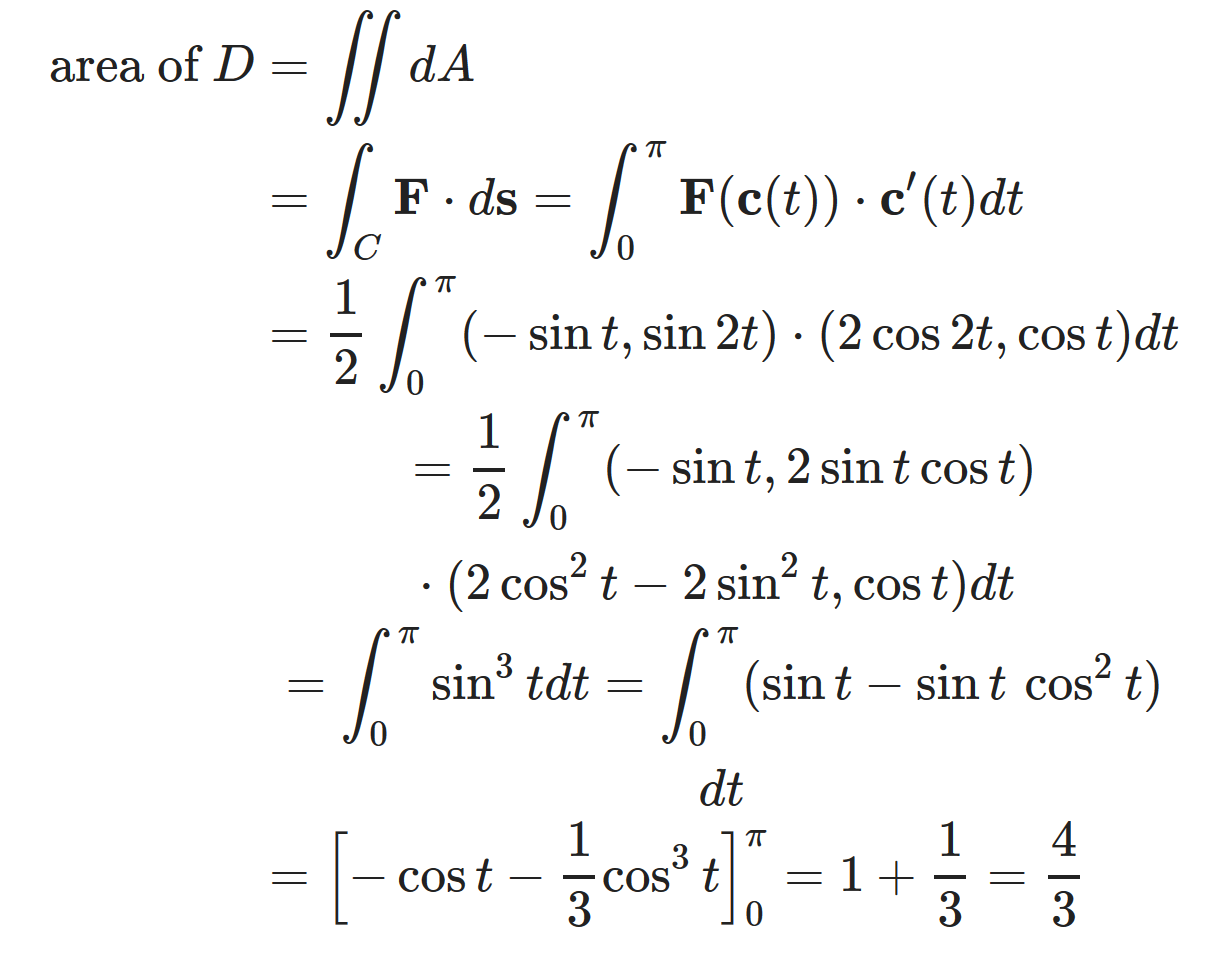 area of D = ∬ dA
= ∫_C F · ds = ∫_0^π F(c(t)) · c′(t)dt
= 1/2 ∫_0^π (− sin t, sin 2t) · (2 cos 2t, cos t)dt
= 1/2 ∫_0^π (− sin t, 2 sin t cos t)
· (2 cos² t − 2 sin² t, cos t)dt
= ∫_0^π sin³ tdt = ∫_0^π (sin t − sin t cos² t)
dt
= [− cos t − 1/3 cos³ t]_0^π = 1 + 1/3 = 4/3